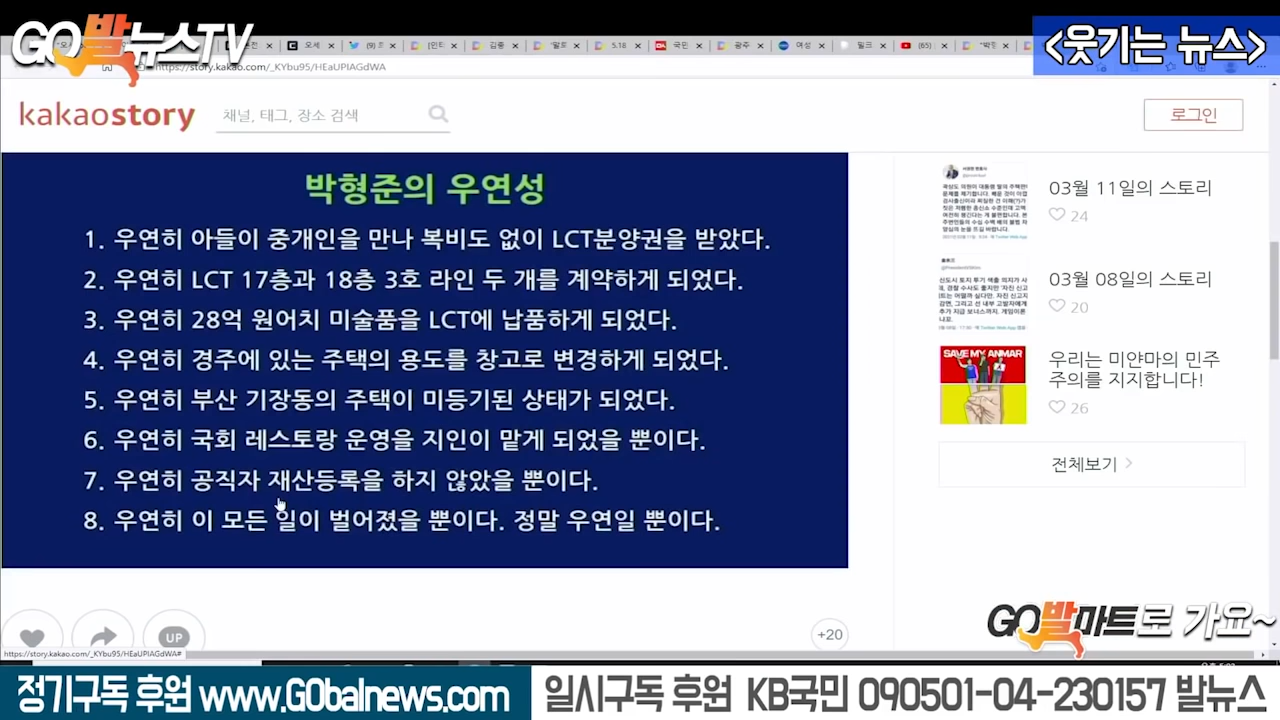 GO발뉴스TV
<웃기는 뉴스>
https://story.kakao.com/_KYbu95/HEaUPIAGdWA
kakaostory
채널, 태그, 장소 검색
로그인
박형준의 우연성
1. 우연히 아들이 중개인을 만나 복비도 없이 LCT분양권을 받았다.
2. 우연히 LCT 17층과 18층 3호 라인 두 개를 계약하게 되었다.
3. 우연히 28억 원어치 미술품을 LCT에 납품하게 되었다.
4. 우연히 경주에 있는 주택의 용도를 창고로 변경하게 되었다.
5. 우연히 부산 기장용의 주택이 미등기된 상태가 되었다.
6. 우연히 국회 레스토랑 운영을 지인이 맡게 되었을 뿐이다.
7. 우연히 공직자 재산등록을 하지 않았을 뿐이다.
8. 우연히 이 모든 일이 벌어졌을 뿐이다. 정말 우연일 뿐이다.
03월 11일의 스토리
24
03월 08일의 스토리
20
SAVE MYANMAR
우리는 미얀마의 민주
주의를 지지합니다!
26
전체보기
UP
+20
GO발마트로 가요~
https://story.kakao.com/_KYbu95/HEaUPIAGdWA#
정기구독 후원 www.GObalnews.com
일시구독 후원 KB국민 090501-04-230157 발뉴스